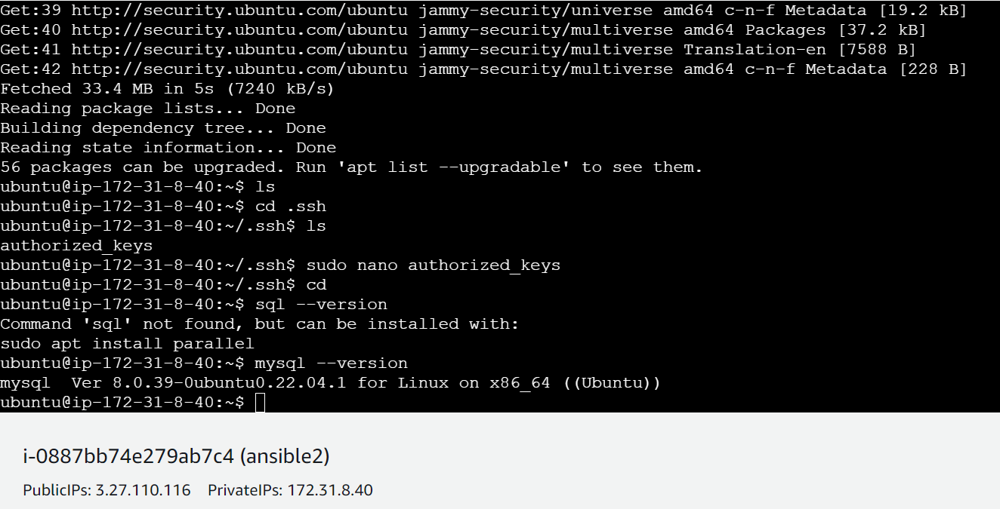 Get:39 http://security.ubuntu.com/ubuntu jammy-security/universe amd64 c-n-f Metadata [19.2 kB]
Get:40 http://security.ubuntu.com/ubuntu jammy-security/multiverse amd64 Packages [37.2 kB]
Get:41 http://security.ubuntu.com/ubuntu jammy-security/multiverse Translation-en [7588 B]
Get:42 http://security.ubuntu.com/ubuntu jammy-security/multiverse amd64 c-n-f Metadata [228 B]
Fetched 33.4 MB in 5s (7240 kB/s)
Reading package lists... Done
Building dependency tree... Done
Reading state information... Done
56 packages can be upgraded. Run 'apt list --upgradable' to see them.
ubuntu@ip-172-31-8-40:~$ ls
ubuntu@ip-172-31-8-40:~$ cd .ssh
ubuntu@ip-172-31-8-40:~/.ssh$ ls
authorized_keys
ubuntu@ip-172-31-8-40:~/.ssh$ sudo nano authorized_keys
ubuntu@ip-172-31-8-40:~/.ssh$ cd
ubuntu@ip-172-31-8-40:~$ sql --version
Command 'sql' not found, but can be installed with:
sudo apt install parallel
ubuntu@ip-172-31-8-40:~$ mysql --version
mysql  Ver 8.0.39-0ubuntu0.22.04.1 for Linux on x86_64 ((Ubuntu))
ubuntu@ip-172-31-8-40:~$
i-0887bb74e279ab7c4 (ansible2)
PublicIPs: 3.27.110.116    PrivateIPs: 172.31.8.40